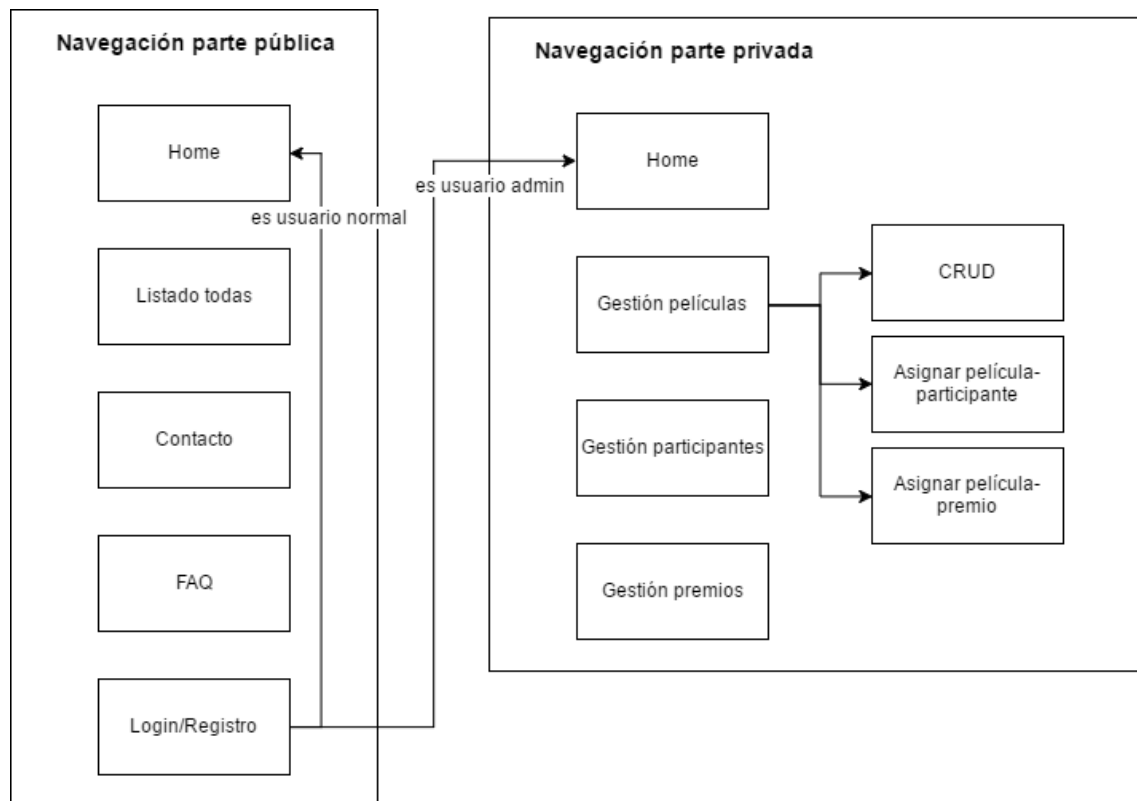 Navegación parte pública
Home
es usuario normal
Listado todas
Contacto
FAQ
Login/Registro
Navegación parte privada
Home
es usuario admin
Gestión películas
CRUD
Asignar película-
participante
Asignar película-
premio
Gestión participantes
Gestión premios